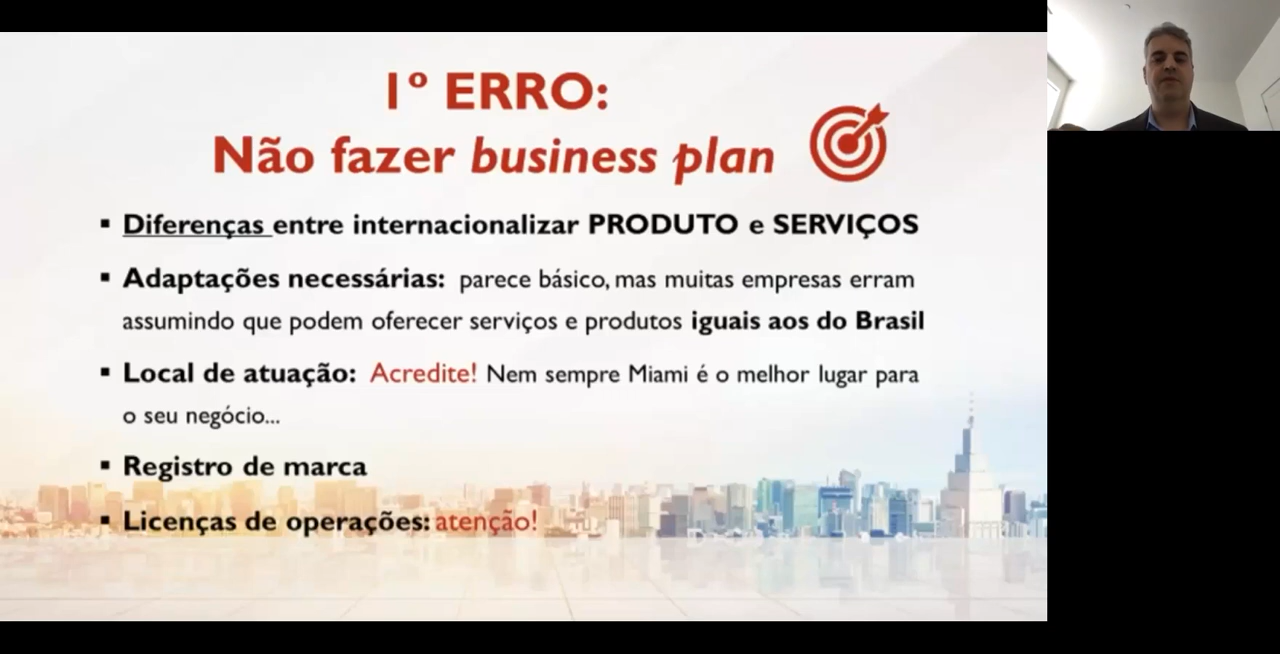 1º ERRO:
Não fazer business plan
▪ Diferenças entre internacionalizar PRODUTO e SERVIÇOS
▪ Adaptações necessárias: parece básico, mas muitas empresas erram
assumindo que podem oferecer serviços e produtos iguais aos do Brasil
▪ Local de atuação: Acredite! Nem sempre Miami é o melhor lugar para
o seu negócio...
▪ Registro de marca
▪ Licenças de operações: atenção!